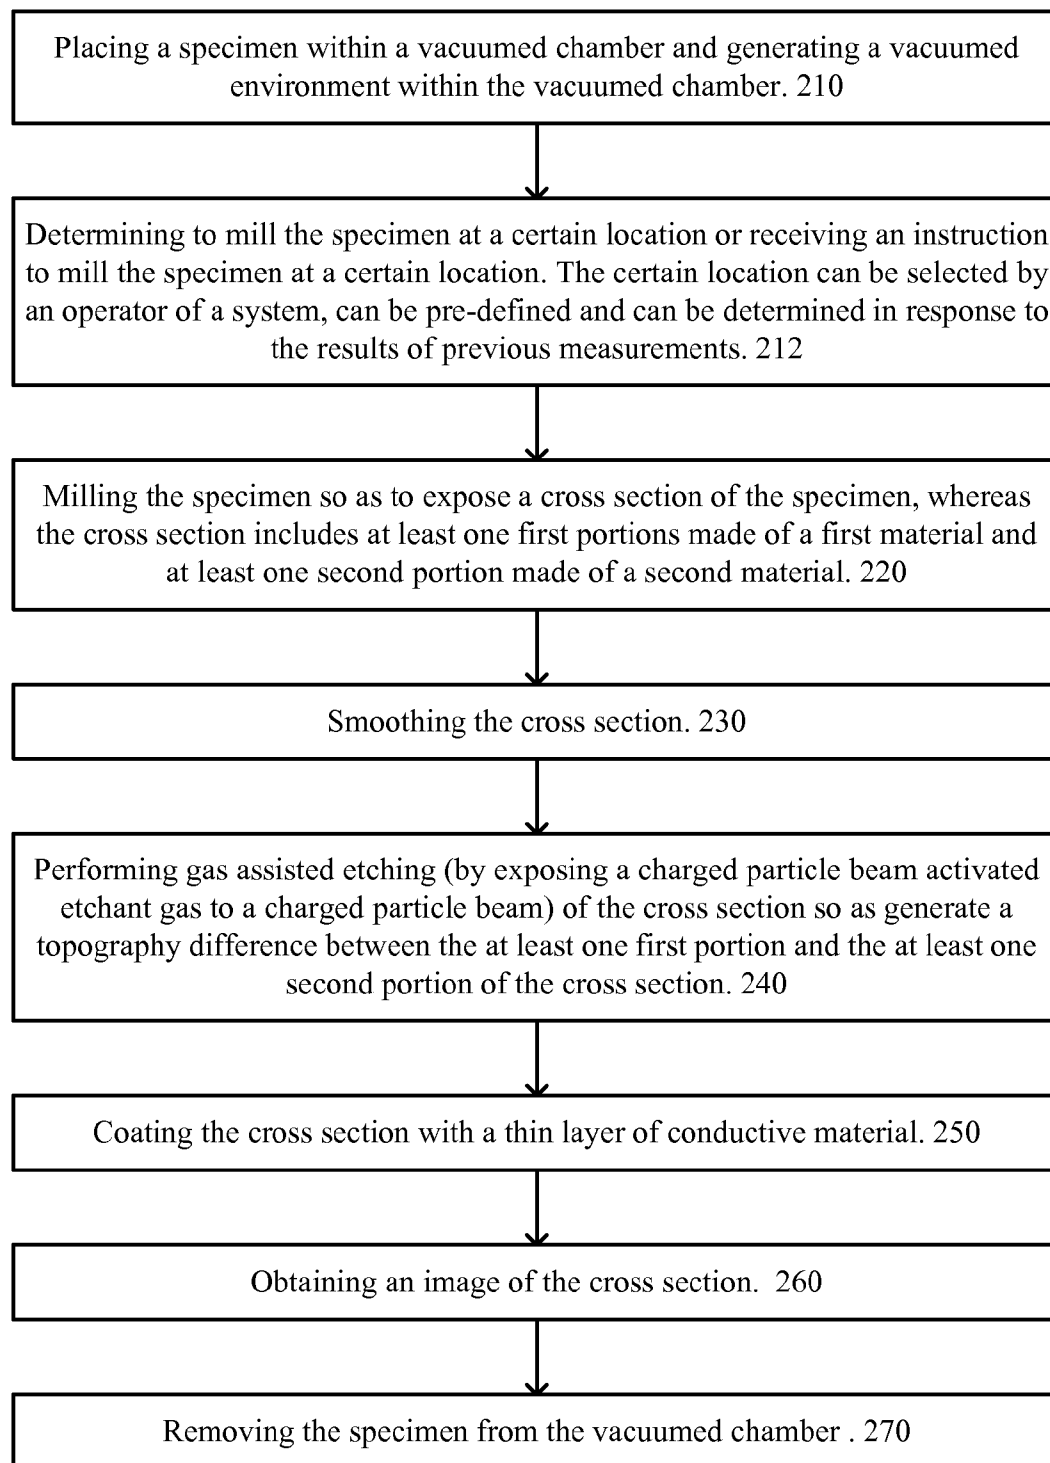 Placing a specimen within a vacuumed chamber and generating a vacuumed
environment within the vacuumed chamber. 210
Determining to mill the specimen at a certain location or receiving an instruction
to mill the specimen at a certain location. The certain location can be selected by
an operator of a system, can be pre-defined and can be determined in response to
the results of previous measurements. 212
Milling the specimen so as to expose a cross section of the specimen, whereas
the cross section includes at least one first portions made of a first material and
at least one second portion made of a second material. 220
Smoothing the cross section. 230
Performing gas assisted etching (by exposing a charged particle beam activated
etchant gas to a charged particle beam) of the cross section so as generate a
topography difference between the at least one first portion and the at least one
second portion of the cross section. 240
Coating the cross section with a thin layer of conductive material. 250
Obtaining an image of the cross section.  260
Removing the specimen from the vacuumed chamber . 270